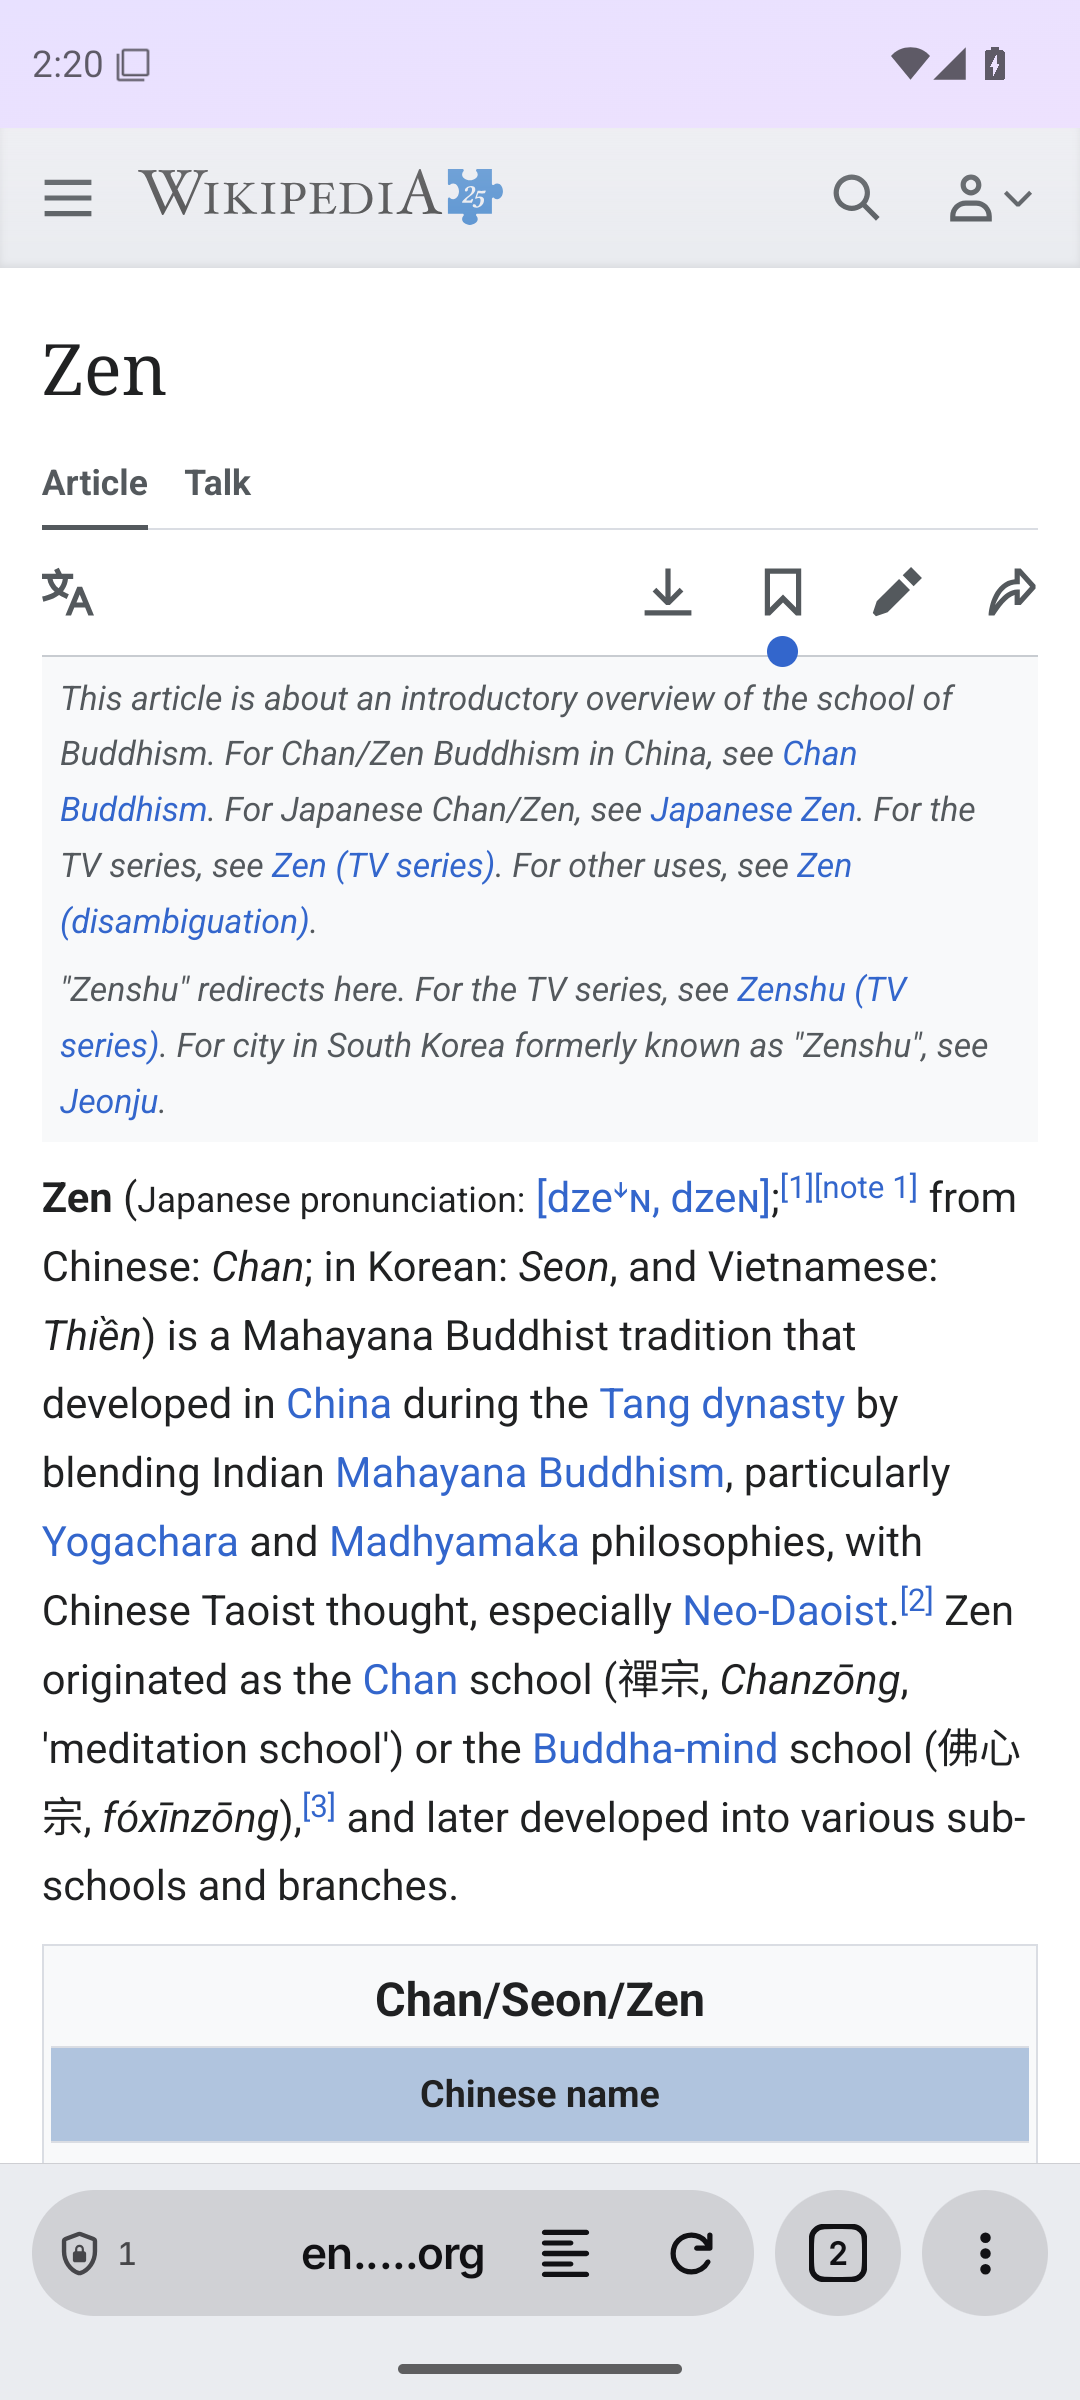 2:20
WIKIPEDIA 25
Zen
Article Talk
This article is about an introductory overview of the school of
Buddhism. For Chan/Zen Buddhism in China, see Chan
Buddhism. For Japanese Chan/Zen, see Japanese Zen. For the
TV series, see Zen (TV series). For other uses, see Zen
(disambiguation).
"Zenshu" redirects here. For the TV series, see Zenshu (TV
series). For city in South Korea formerly known as "Zenshu", see
Jeonju.
Zen (Japanese pronunciation: [dzeꜜɴ, dzeɴ];[1][note 1] from
Chinese: Chan; in Korean: Seon, and Vietnamese:
Thiền) is a Mahayana Buddhist tradition that
developed in China during the Tang dynasty by
blending Indian Mahayana Buddhism, particularly
Yogachara and Madhyamaka philosophies, with
Chinese Taoist thought, especially Neo-Daoist.[2] Zen
originated as the Chan school (禪宗, Chanzōng,
'meditation school') or the Buddha-mind school (佛心
宗, fóxīnzōng),[3] and later developed into various sub-
schools and branches.
Chan/Seon/Zen
Chinese name
1 en.....org 2